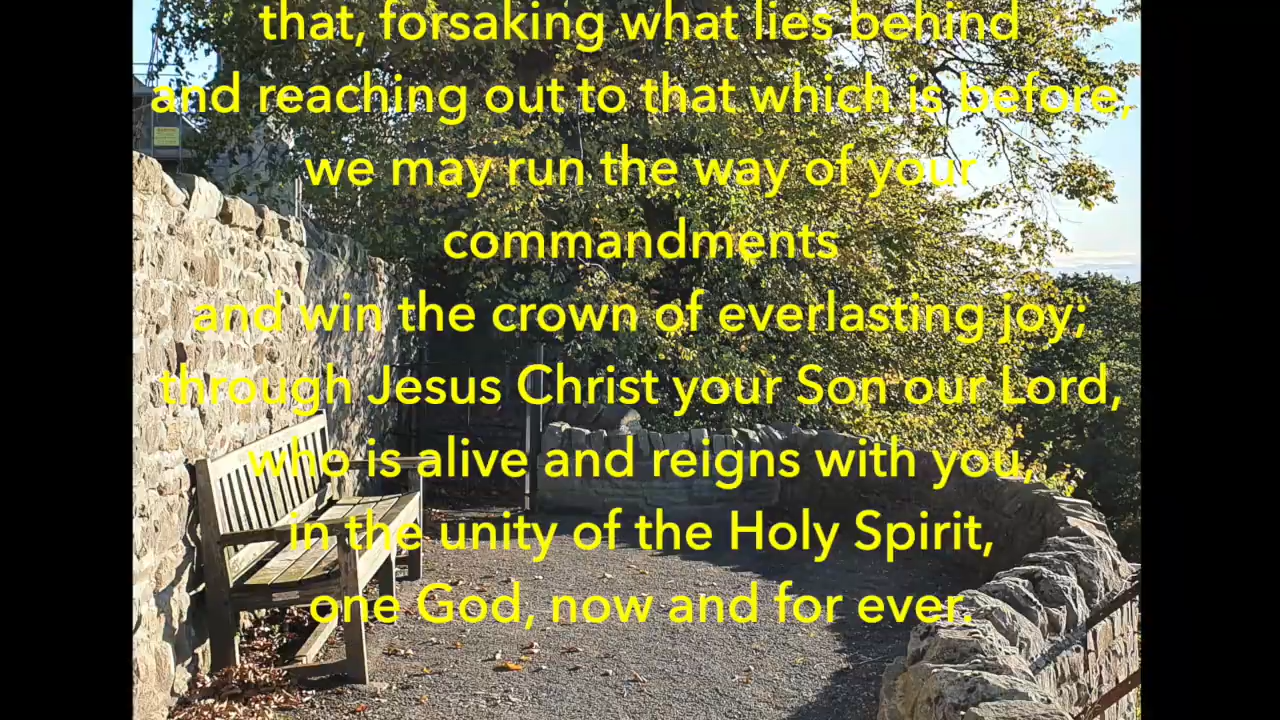 that, forsaking what lies behind
and reaching out to that which is before,
we may run the way of your
commandments
and win the crown of everlasting joy;
through Jesus Christ your Son our Lord,
who is alive and reigns with you,
in the unity of the Holy Spirit,
one God, now and for ever.